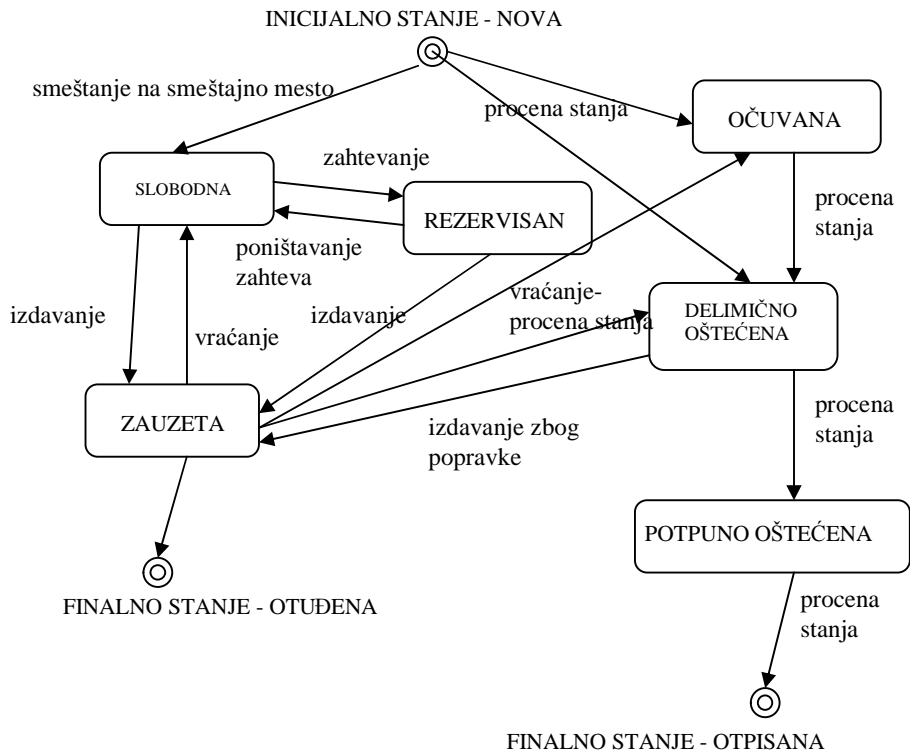 INICIJALNO STANJE - NOVA
smeštanje na smeštajno mesto
procena stanja
OČUVANA
zahtevanje
SLOBODNA
REZERVISAN
procena
stanja
poništavanje
zahteva
izdavanje
vraćanje
izdavanje
vraćanje-
procena stanja
DELIMIČNO
OŠTEĆENA
ZAUZETA
izdavanje zbog
popravke
procena
stanja
POTPUNO OŠTEĆENA
FINALNO STANJE - OTUĐENA
procena
stanja
FINALNO STANJE - OTPISANA